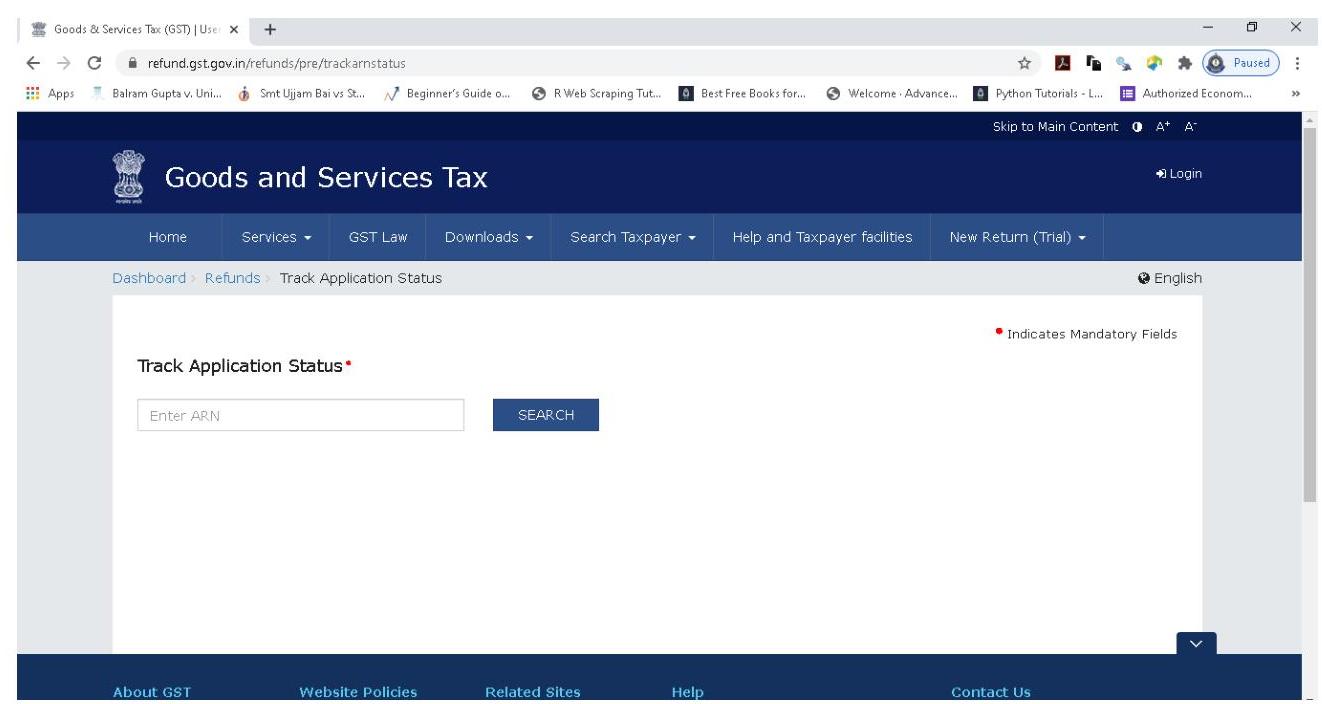 Goods & Services Tax (GST) | User
refund.gst.gov.in/refunds/pre/trackarnstatus
Paused
Apps Balram Gupta v. Uni... Smt Ujjam Bai vs St... Beginner's Guide o... R Web Scraping Tut... Best Free Books for... Welcome · Advance... Python Tutorials - L... Authorized Econom... »
Skip to Main Content A+ A-
Goods and Services Tax
Login
Home Services GST Law Downloads Search Taxpayer Help and Taxpayer facilities New Return (Trial)
Dashboard > Refunds > Track Application Status English
• Indicates Mandatory Fields
Track Application Status •
Enter ARN SEARCH
About GST Website Policies Related Sites Help Contact Us